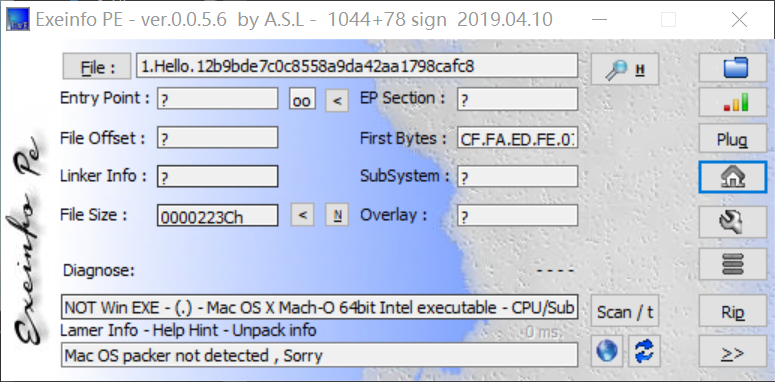 Exeinfo PE - ver.0.0.5.6 by A.S.L - 1044+78 sign 2019.04.10
File : 1.Hello.12b9bde7c0c8558a9da42aa1798cafc8 H
Entry Point : ? oo < EP Section : ?
File Offset : ? First Bytes : CF.FA.ED.FE.07 Plug
Linker Info : ? SubSystem : ?
File Size : 0000223Ch < N Overlay : ?
Exeinfo Pe
Diagnose: - - - -
NOT Win EXE - (.) - Mac OS X Mach-O 64bit Intel executable - CPU/Sub Scan / t Rip
Lamer Info - Help Hint - Unpack info 0 ms.
Mac OS packer not detected , Sorry >>